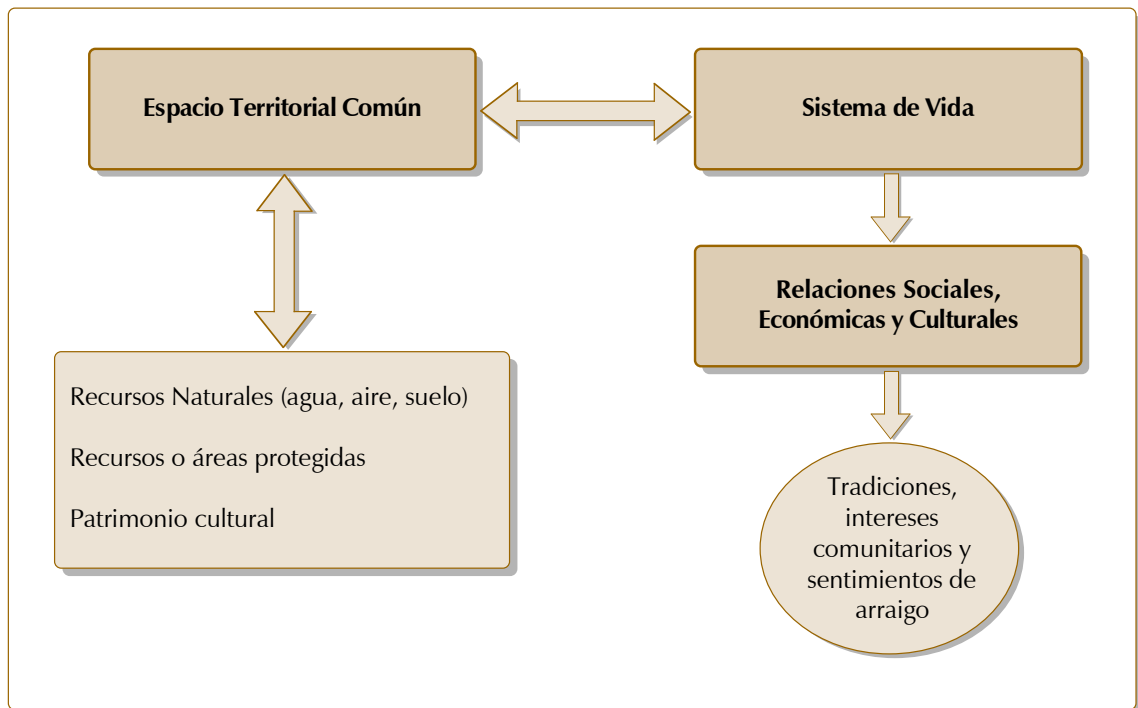 Espacio Territorial Común
Sistema de Vida
Relaciones Sociales,
Económicas y Culturales
Recursos Naturales (agua, aire, suelo)
Recursos o áreas protegidas
Patrimonio cultural
Tradiciones,
intereses
comunitarios y
sentimientos de
arraigo